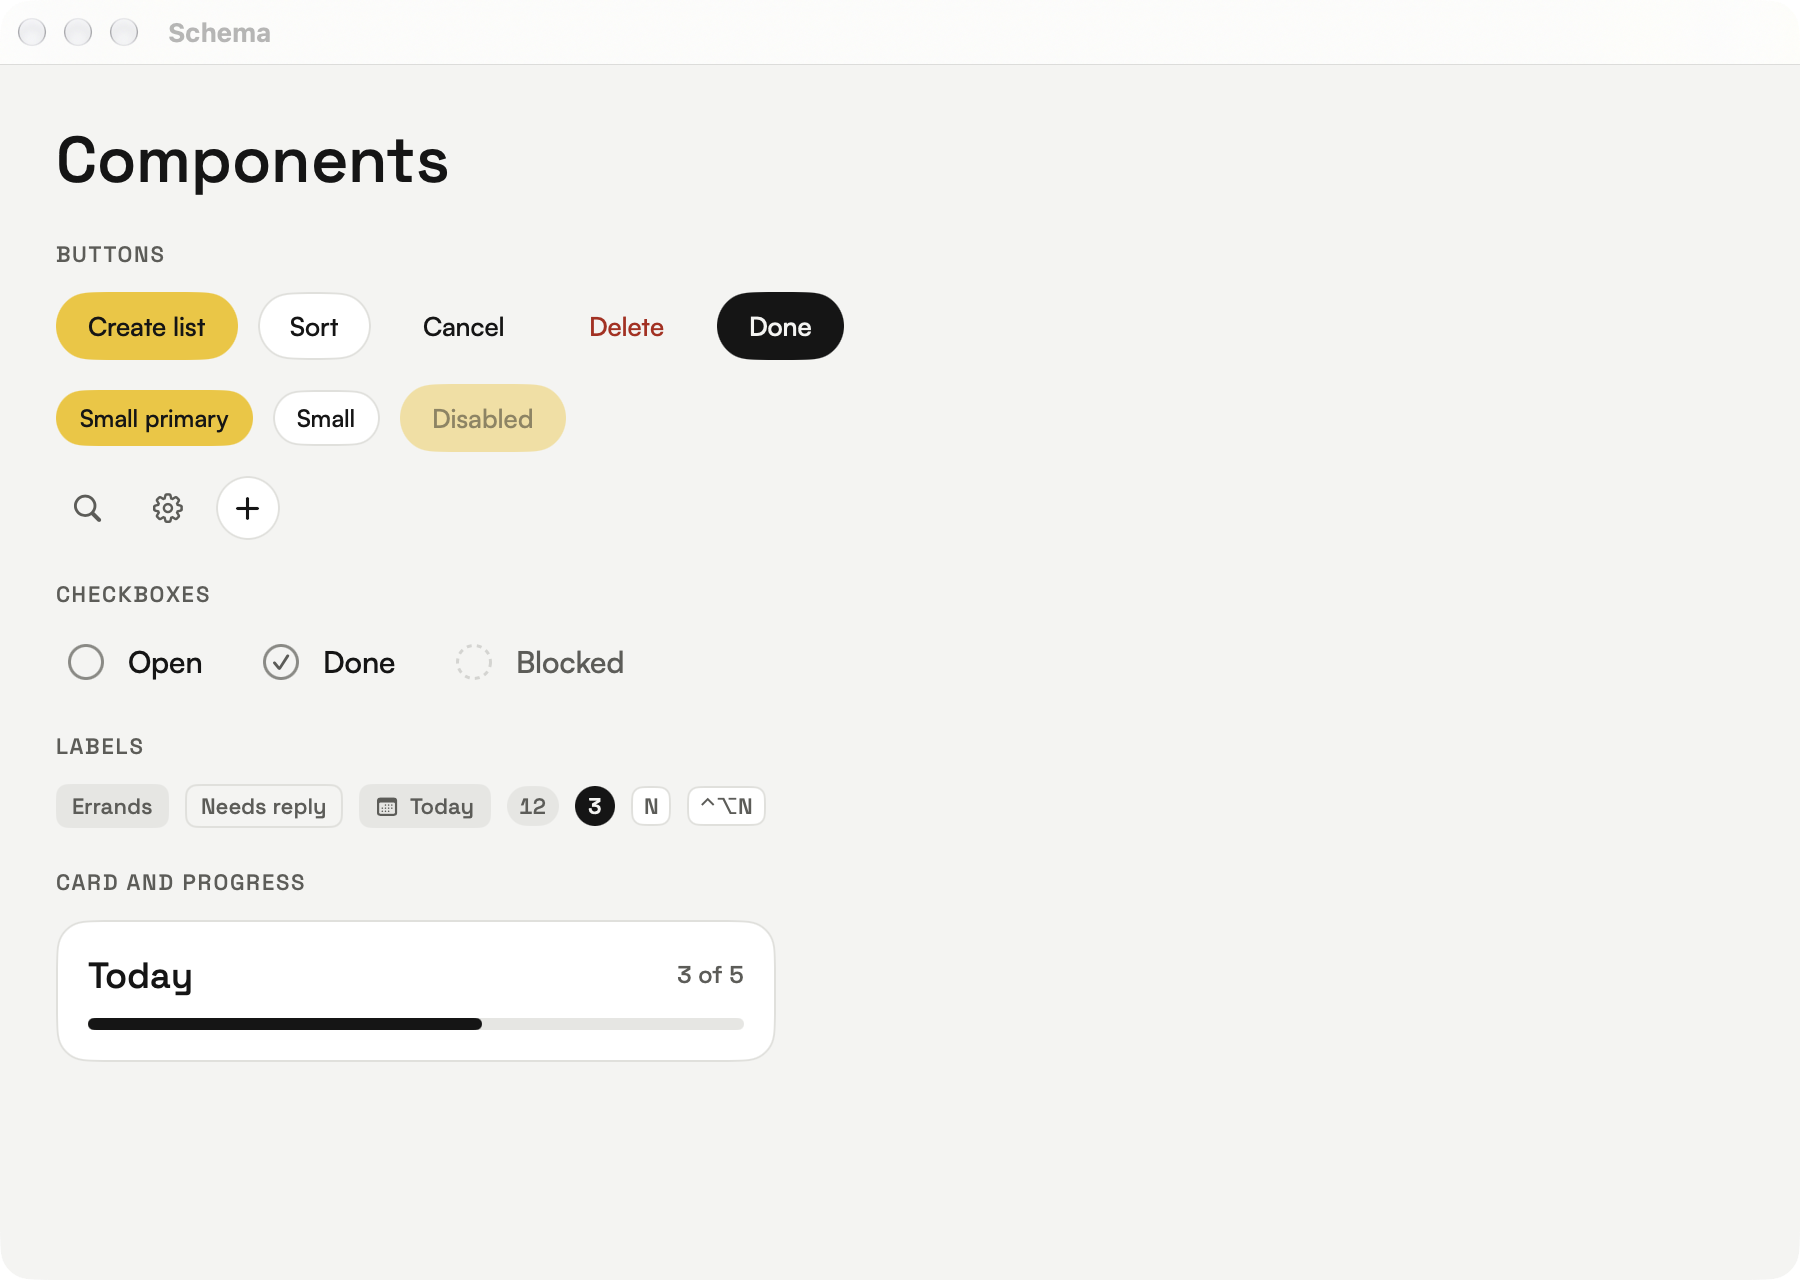 Schema
Components
BUTTONS
Create list Sort Cancel Delete Done
Small primary Small Disabled
CHECKBOXES
Open Done Blocked
LABELS
Errands Needs reply Today 12 3 N ^⌥N
CARD AND PROGRESS
Today 3 of 5